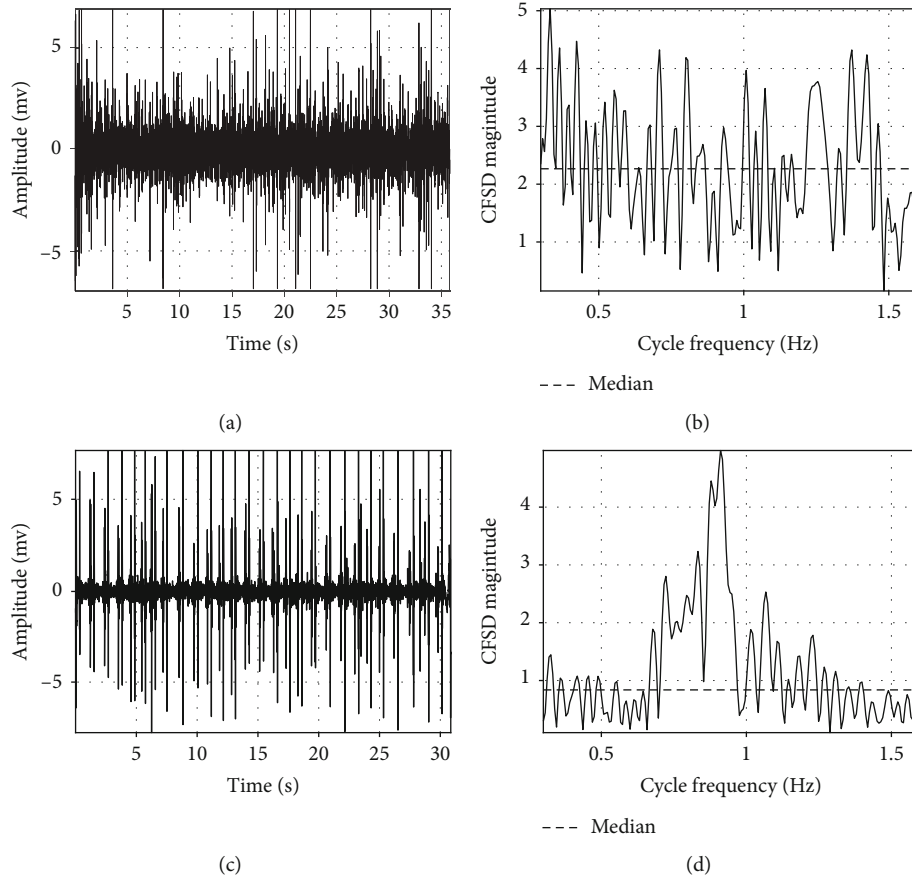 Amplitude (mv)
5
0
−5
5
10
15
20
25
30
35
Time (s)
(a)
CFSD magintude
5
4
3
2
1
0.5
1
1.5
Cycle frequency (Hz)
Median
(b)
Amplitude (mv)
5
0
−5
5
10
15
20
25
30
Time (s)
(c)
CFSD magintude
4
3
2
1
0.5
1
1.5
Cycle frequency (Hz)
Median
(d)